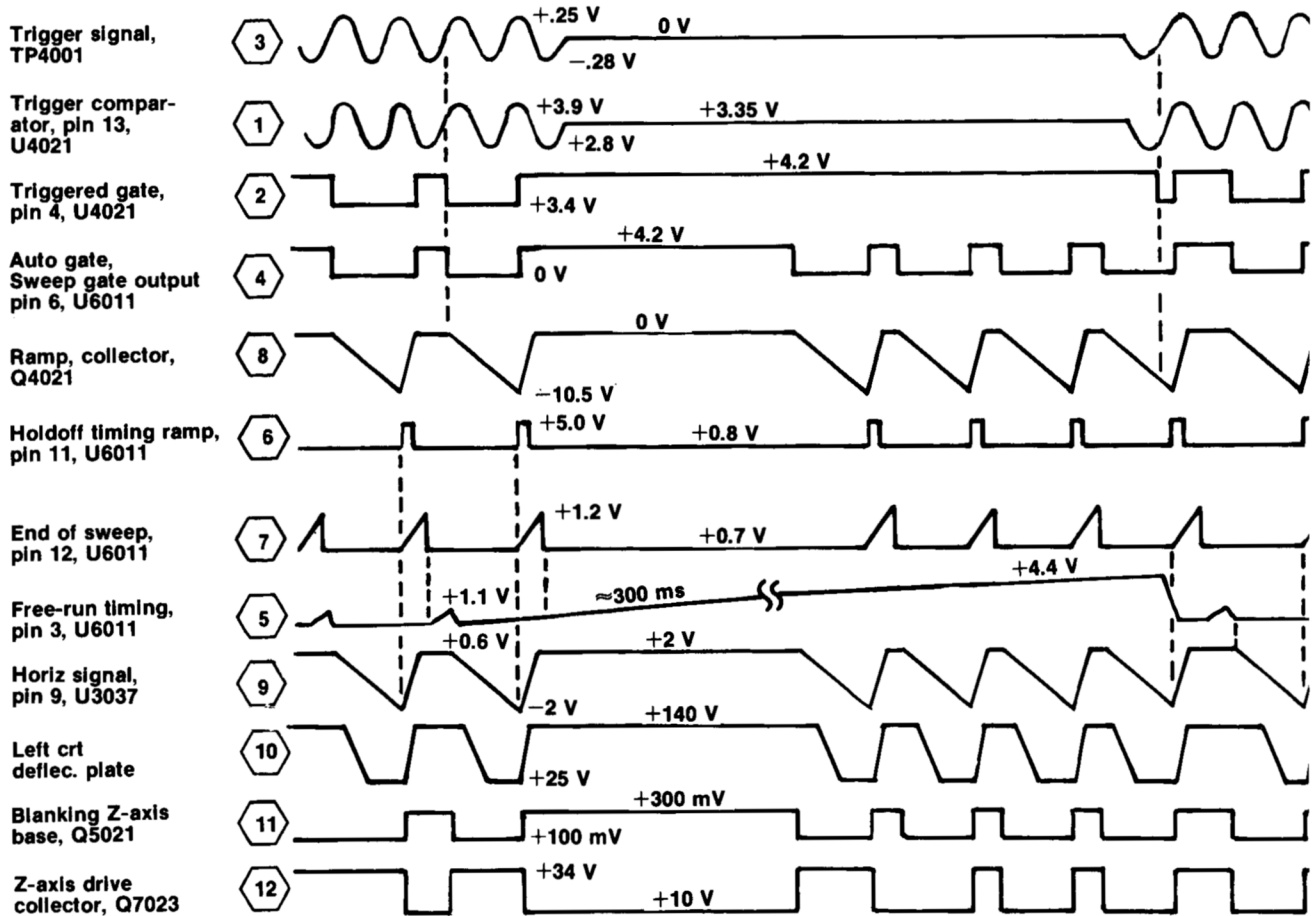 Trigger signal,
TP4001
3
+.25 V
0 V
−.28 V
Trigger compar-
ator, pin 13,
U4021
1
+3.9 V
+3.35 V
+2.8 V
Triggered gate,
pin 4, U4021
2
+4.2 V
+3.4 V
Auto gate,
Sweep gate output
pin 6, U6011
4
+4.2 V
0 V
Ramp, collector,
Q4021
8
0 V
−10.5 V
Holdoff timing ramp,
pin 11, U6011
6
+5.0 V
+0.8 V
End of sweep,
pin 12, U6011
7
+1.2 V
+0.7 V
Free-run timing,
pin 3, U6011
5
+1.1 V
≈300 ms
+4.4 V
+0.6 V
Horiz signal,
pin 9, U3037
9
+2 V
−2 V
Left crt
deflec. plate
10
+140 V
+25 V
Blanking Z-axis
base, Q5021
11
+300 mV
+100 mV
Z-axis drive
collector, Q7023
12
+34 V
+10 V